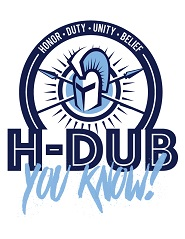 HONOR • DUTY • UNITY • BELIEF
H-DUB
YOU KNOW!